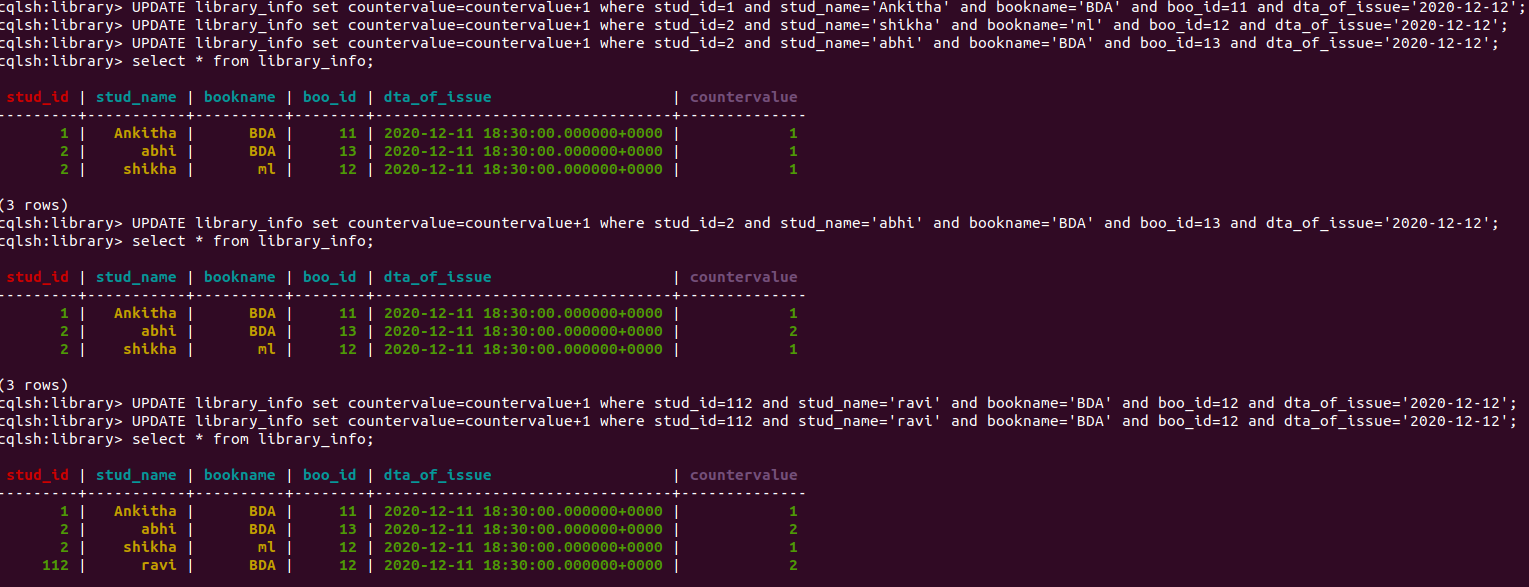 cqlsh:library> UPDATE library_info set countervalue=countervalue+1 where stud_id=1 and stud_name='Ankitha' and bookname='BDA' and boo_id=11 and dta_of_issue='2020-12-12';
cqlsh:library> UPDATE library_info set countervalue=countervalue+1 where stud_id=2 and stud_name='shikha' and bookname='ml' and boo_id=12 and dta_of_issue='2020-12-12';
cqlsh:library> UPDATE library_info set countervalue=countervalue+1 where stud_id=2 and stud_name='abhi' and bookname='BDA' and boo_id=13 and dta_of_issue='2020-12-12';
cqlsh:library> select * from library_info;
stud_id | stud_name | bookname | boo_id | dta_of_issue | countervalue
---------+-----------+----------+--------+---------------------------------+--------------
1 | Ankitha | BDA | 11 | 2020-12-11 18:30:00.000000+0000 | 1
2 | abhi | BDA | 13 | 2020-12-11 18:30:00.000000+0000 | 1
2 | shikha | ml | 12 | 2020-12-11 18:30:00.000000+0000 | 1
(3 rows)
cqlsh:library> UPDATE library_info set countervalue=countervalue+1 where stud_id=2 and stud_name='abhi' and bookname='BDA' and boo_id=13 and dta_of_issue='2020-12-12';
cqlsh:library> select * from library_info;
stud_id | stud_name | bookname | boo_id | dta_of_issue | countervalue
---------+-----------+----------+--------+---------------------------------+--------------
1 | Ankitha | BDA | 11 | 2020-12-11 18:30:00.000000+0000 | 1
2 | abhi | BDA | 13 | 2020-12-11 18:30:00.000000+0000 | 2
2 | shikha | ml | 12 | 2020-12-11 18:30:00.000000+0000 | 1
(3 rows)
cqlsh:library> UPDATE library_info set countervalue=countervalue+1 where stud_id=112 and stud_name='ravi' and bookname='BDA' and boo_id=12 and dta_of_issue='2020-12-12';
cqlsh:library> UPDATE library_info set countervalue=countervalue+1 where stud_id=112 and stud_name='ravi' and bookname='BDA' and boo_id=12 and dta_of_issue='2020-12-12';
cqlsh:library> select * from library_info;
stud_id | stud_name | bookname | boo_id | dta_of_issue | countervalue
---------+-----------+----------+--------+---------------------------------+--------------
1 | Ankitha | BDA | 11 | 2020-12-11 18:30:00.000000+0000 | 1
2 | abhi | BDA | 13 | 2020-12-11 18:30:00.000000+0000 | 2
2 | shikha | ml | 12 | 2020-12-11 18:30:00.000000+0000 | 1
112 | ravi | BDA | 12 | 2020-12-11 18:30:00.000000+0000 | 2